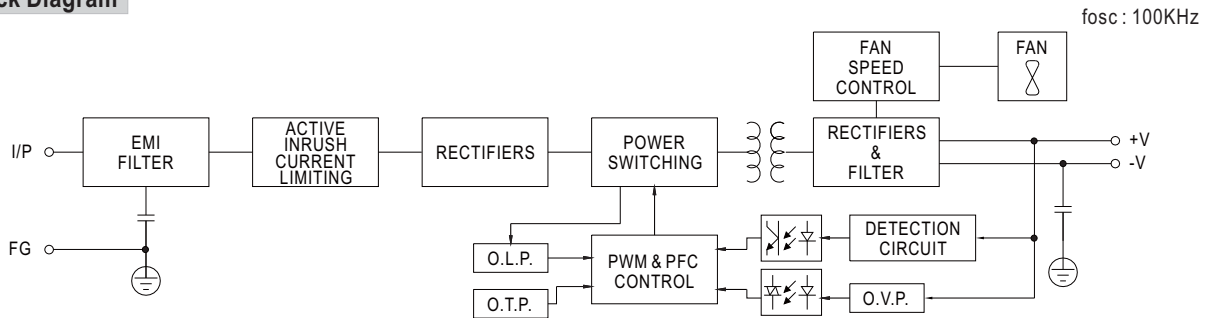 ck Diagram
fosc : 100KHz
FAN
SPEED
CONTROL
FAN
I/P
EMI
FILTER
ACTIVE
INRUSH
CURRENT
LIMITING
RECTIFIERS
POWER
SWITCHING
RECTIFIERS
&
FILTER
+V
-V
FG
O.L.P.
O.T.P.
PWM & PFC
CONTROL
DETECTION
CIRCUIT
O.V.P.